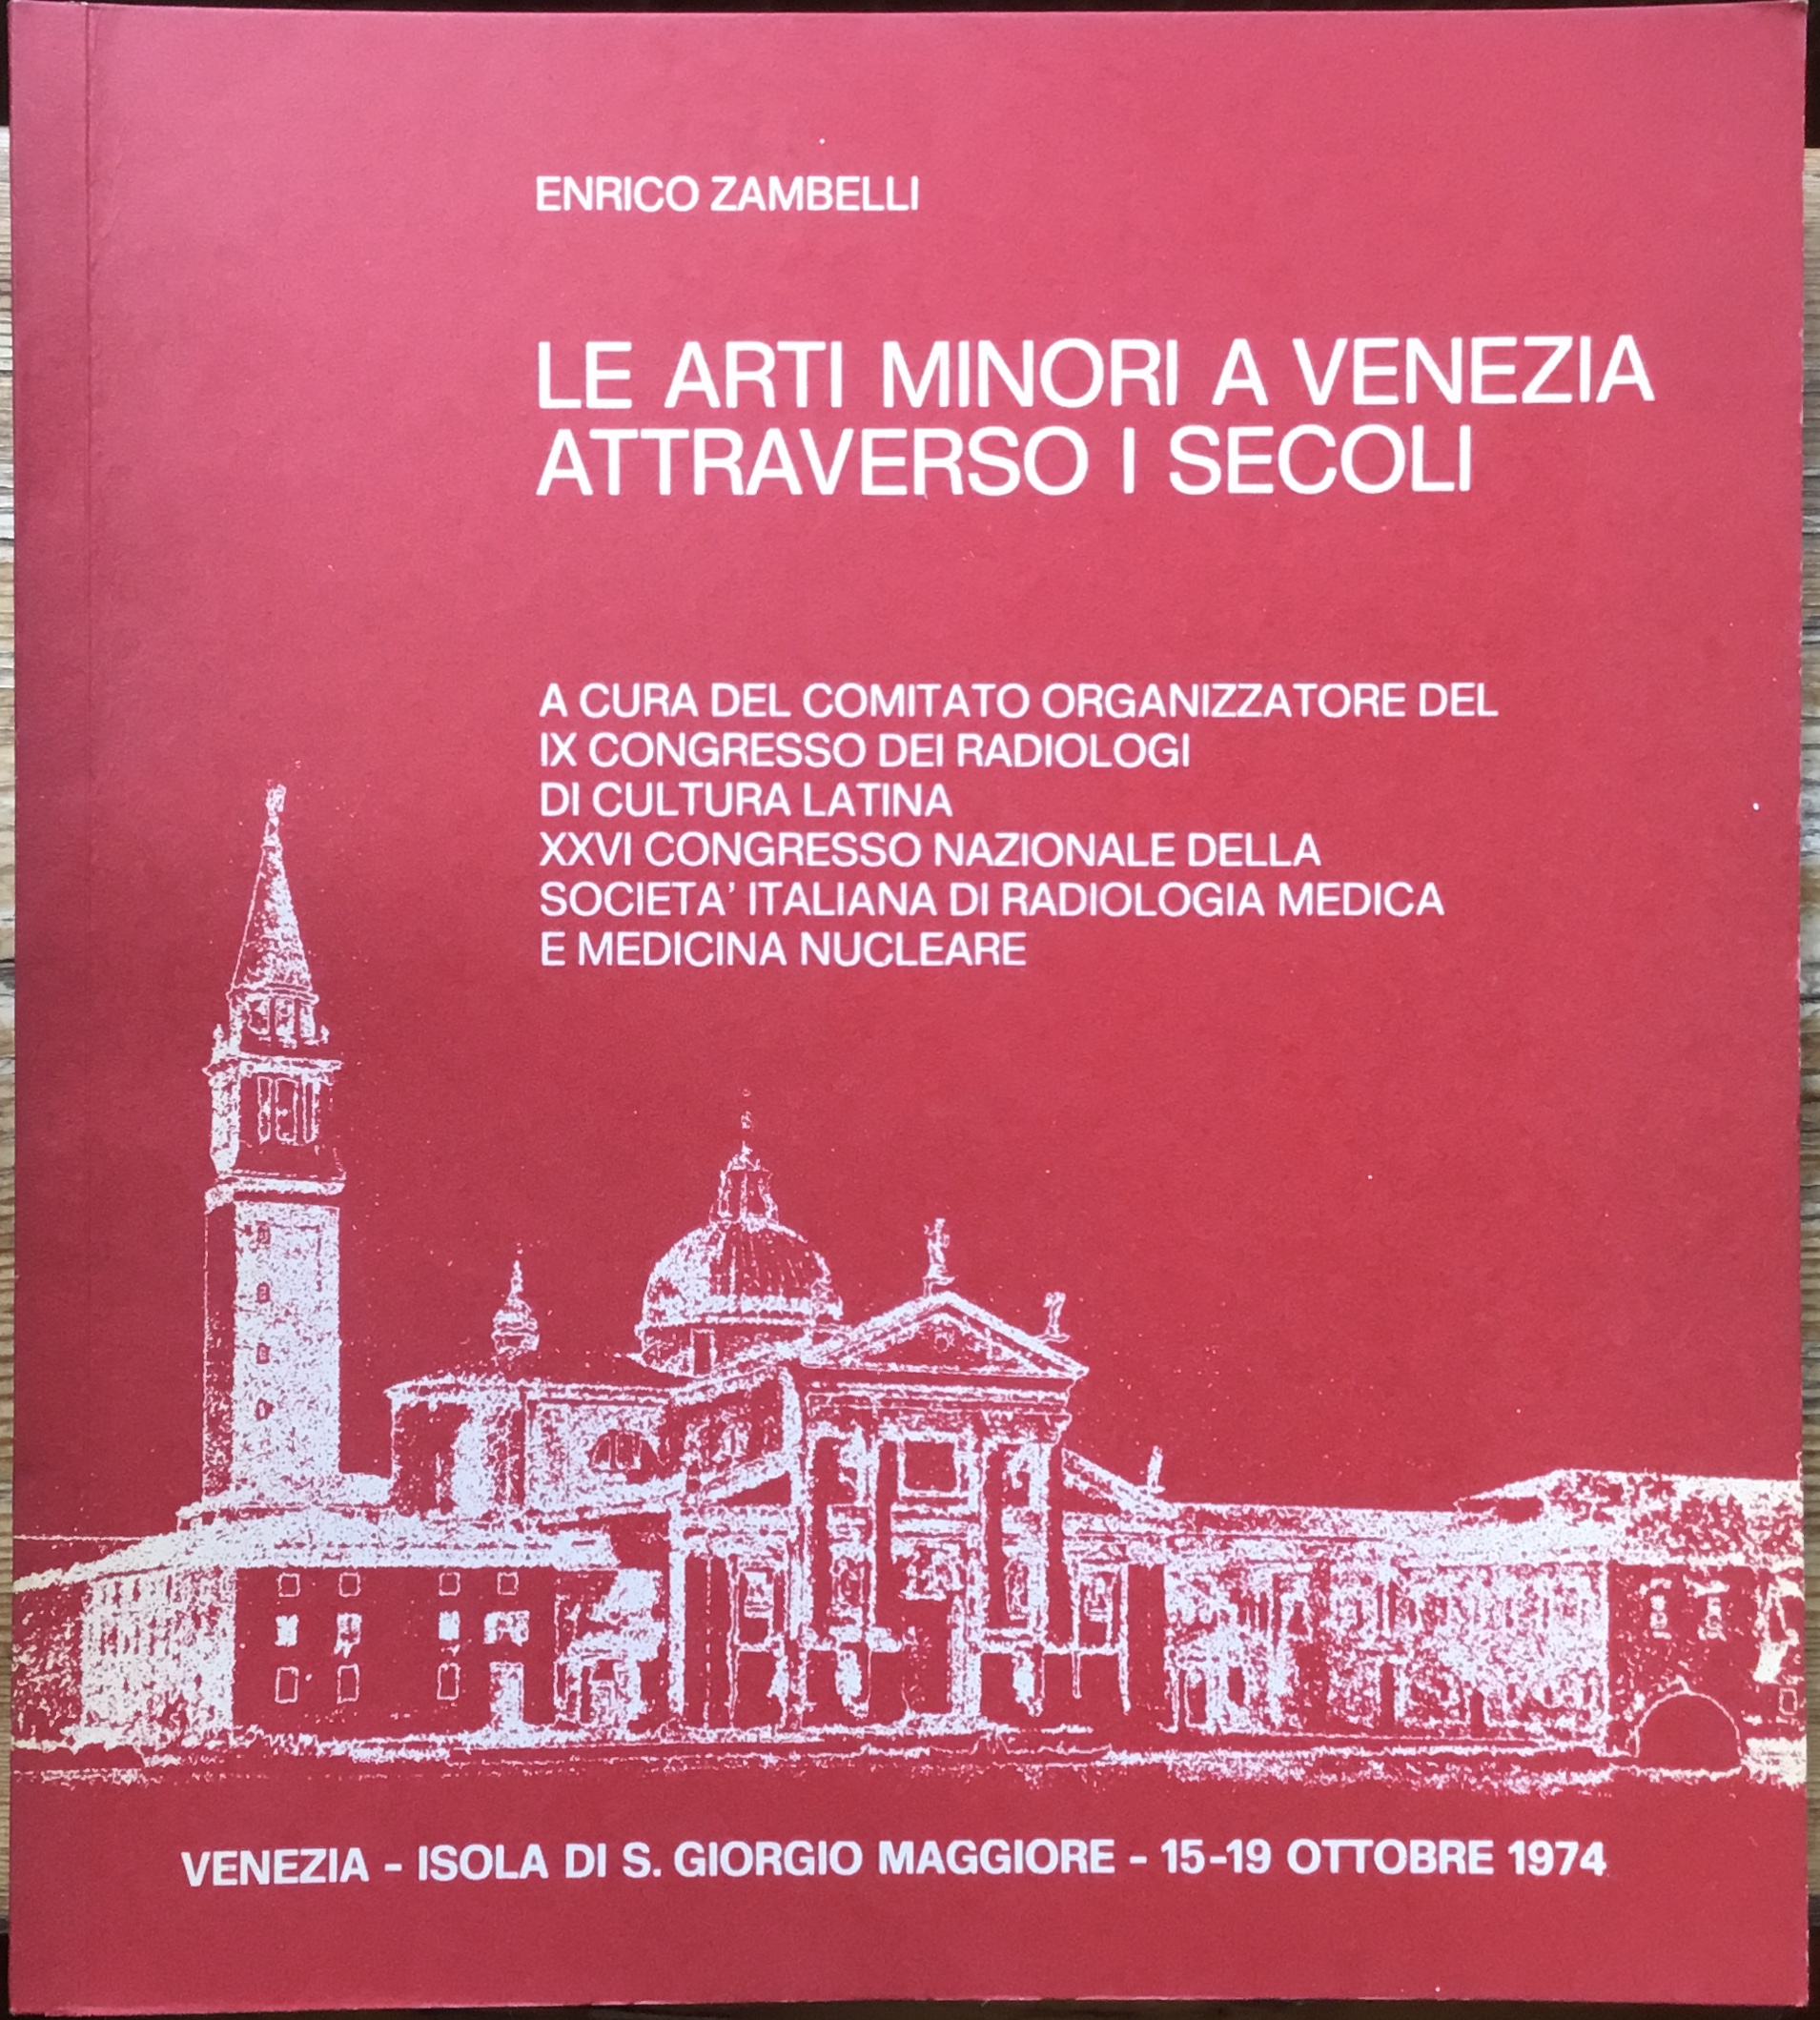 ENRICO ZAMBELLI
LE ARTI MINORI A VENEZIA
ATTRAVERSO I SECOLI
A CURA DEL COMITATO ORGANIZZATORE DEL
IX CONGRESSO DEI RADIOLOGI
DI CULTURA LATINA
XXVI CONGRESSO NAZIONALE DELLA
SOCIETA' ITALIANA DI RADIOLOGIA MEDICA
E MEDICINA NUCLEARE
VENEZIA - ISOLA DI S. GIORGIO MAGGIORE - 15-19 OTTOBRE 1974